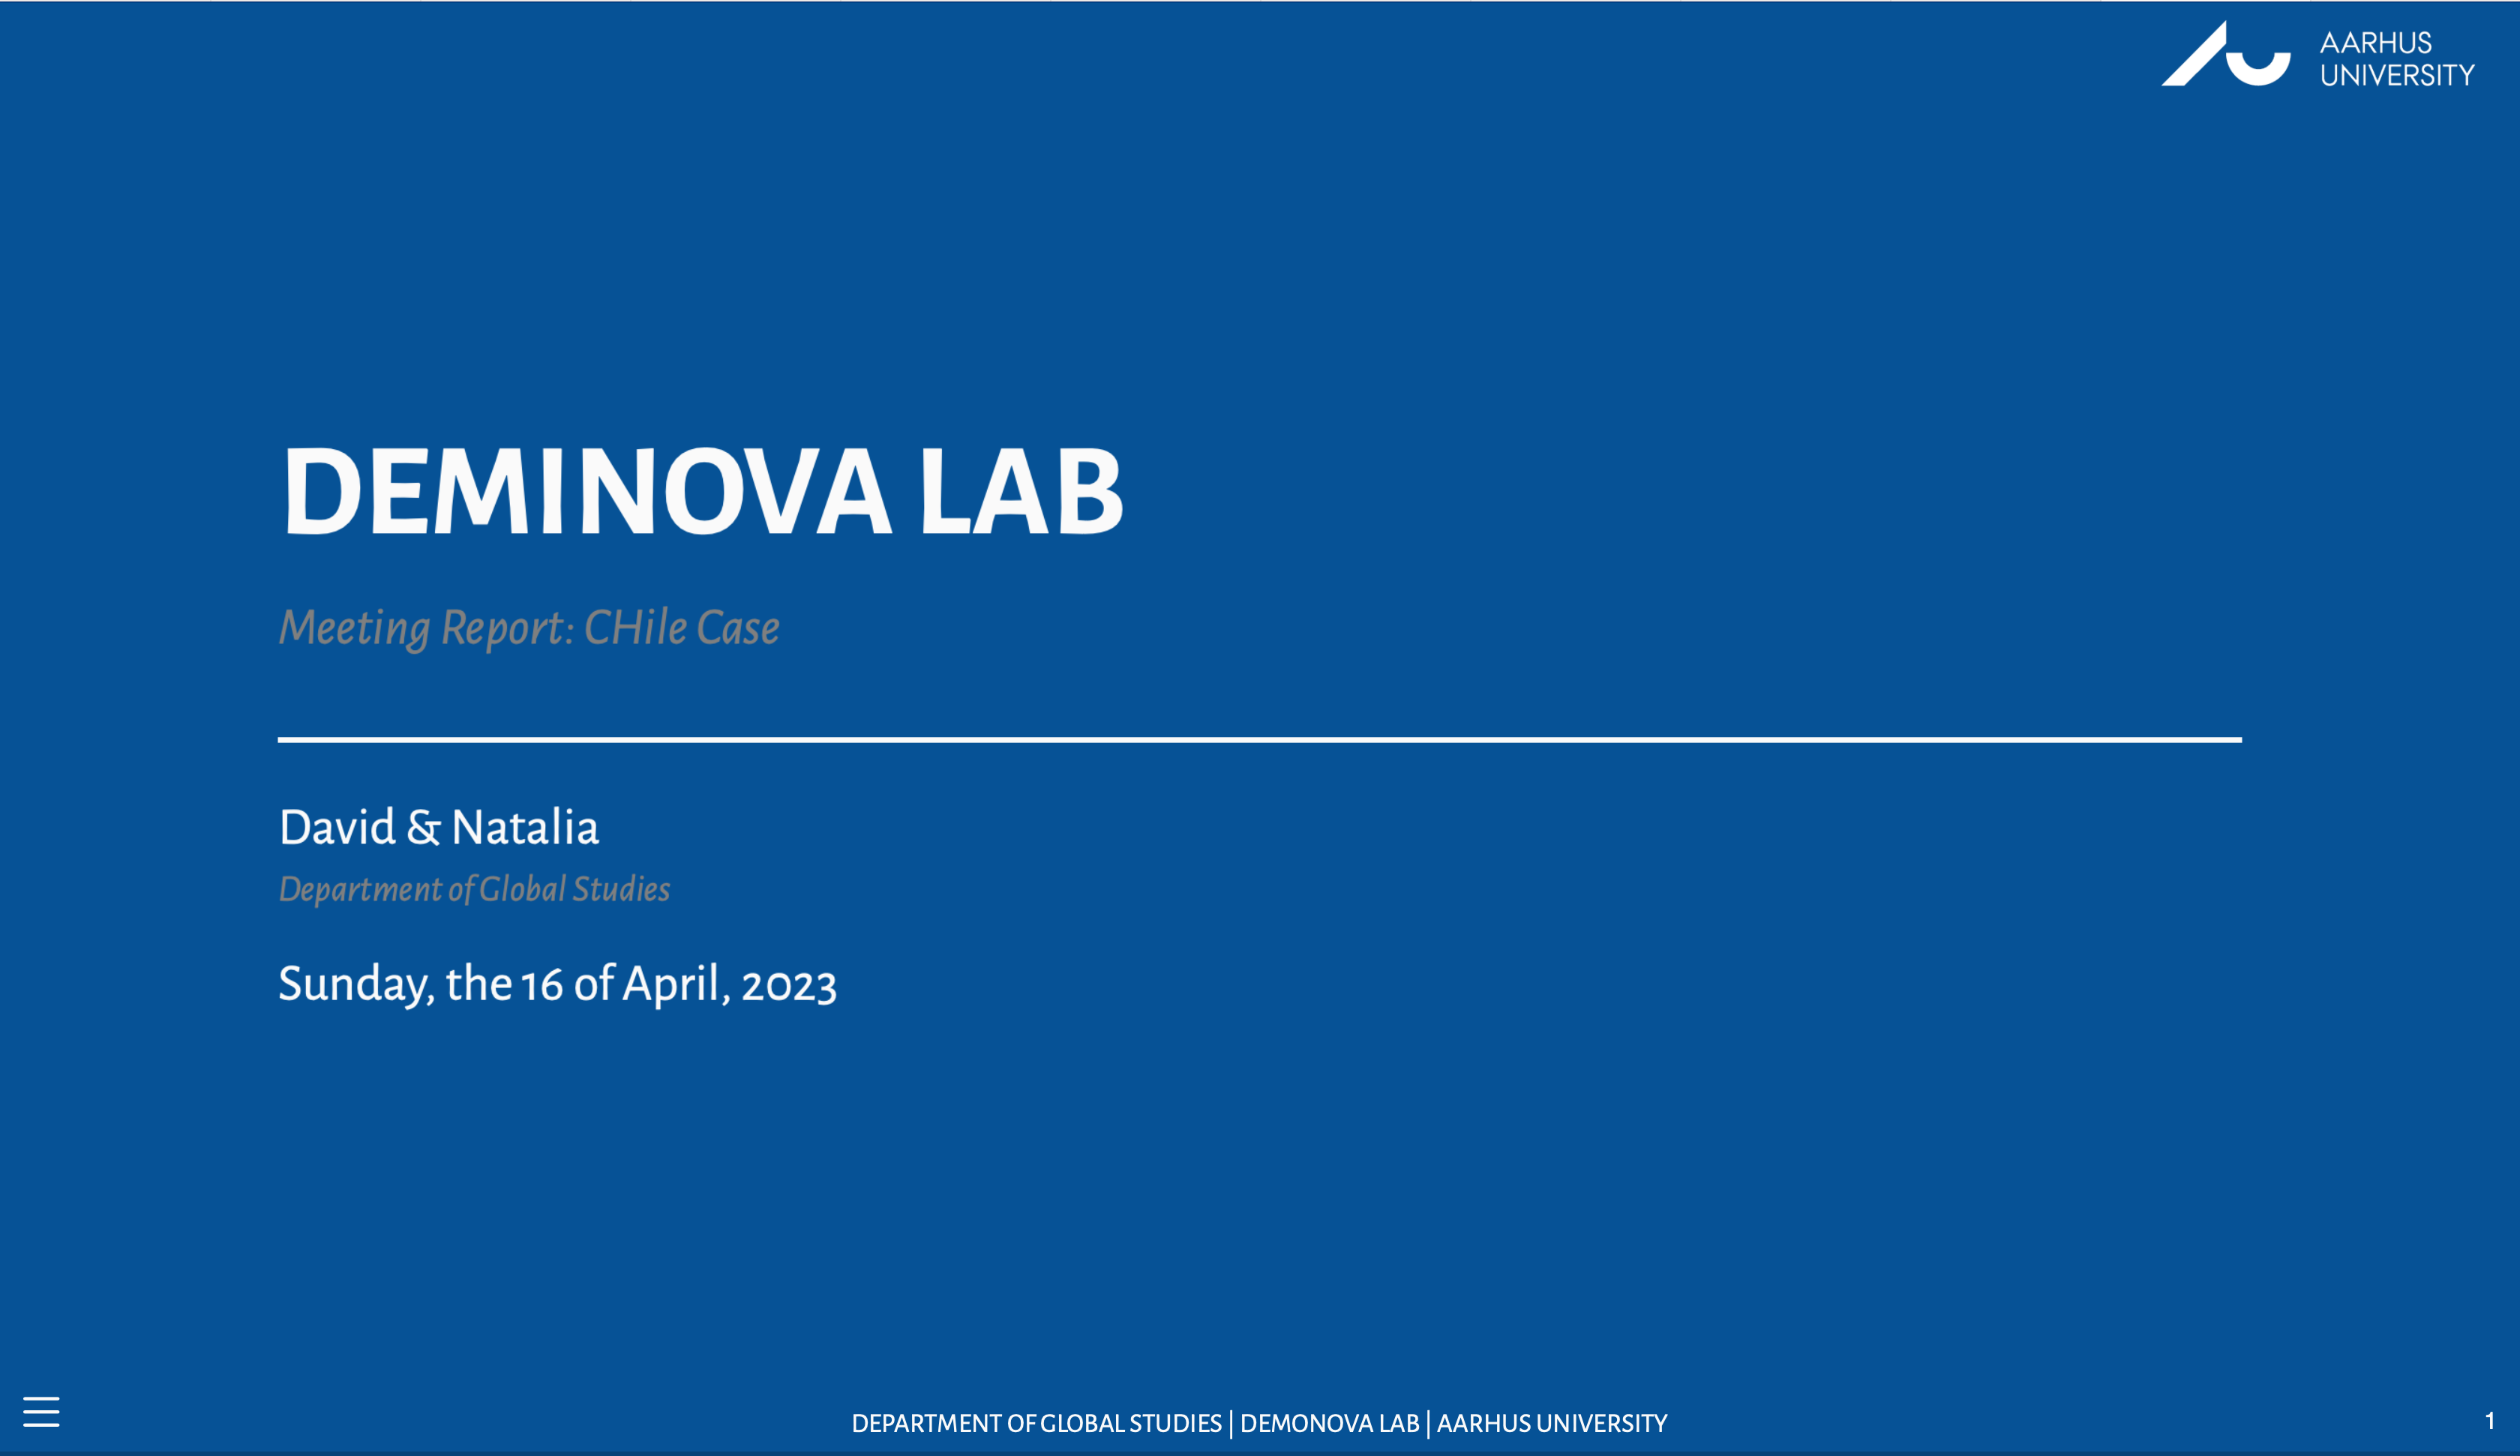 AARHUS
UNIVERSITY
DEMINOVA LAB
Meeting Report: CHile Case
David & Natalia
Department of Global Studies
Sunday, the 16 of April, 2023
DEPARTMENT OF GLOBAL STUDIES | DEMONOVA LAB | AARHUS UNIVERSITY
1